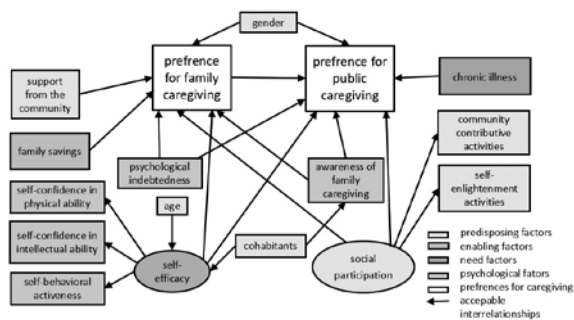 gender
prefrence
for family
caregiving
prefrence for
public
caregiving
support
from the
community
chronic illness
family savings
community
contributive
activities
psychological
indebtedness
awareness of
family
caregiving
self-confidence in
physical ability
self-
enlightenment
activities
age
self-confidence in
intellectual ability
cohabitants
self-
efficacy
social
participation
self-behavioral
activeness
predisposing factors
enabling factors
need factors
psychological fators
prefrences for caregiving
accepable
interrelationships